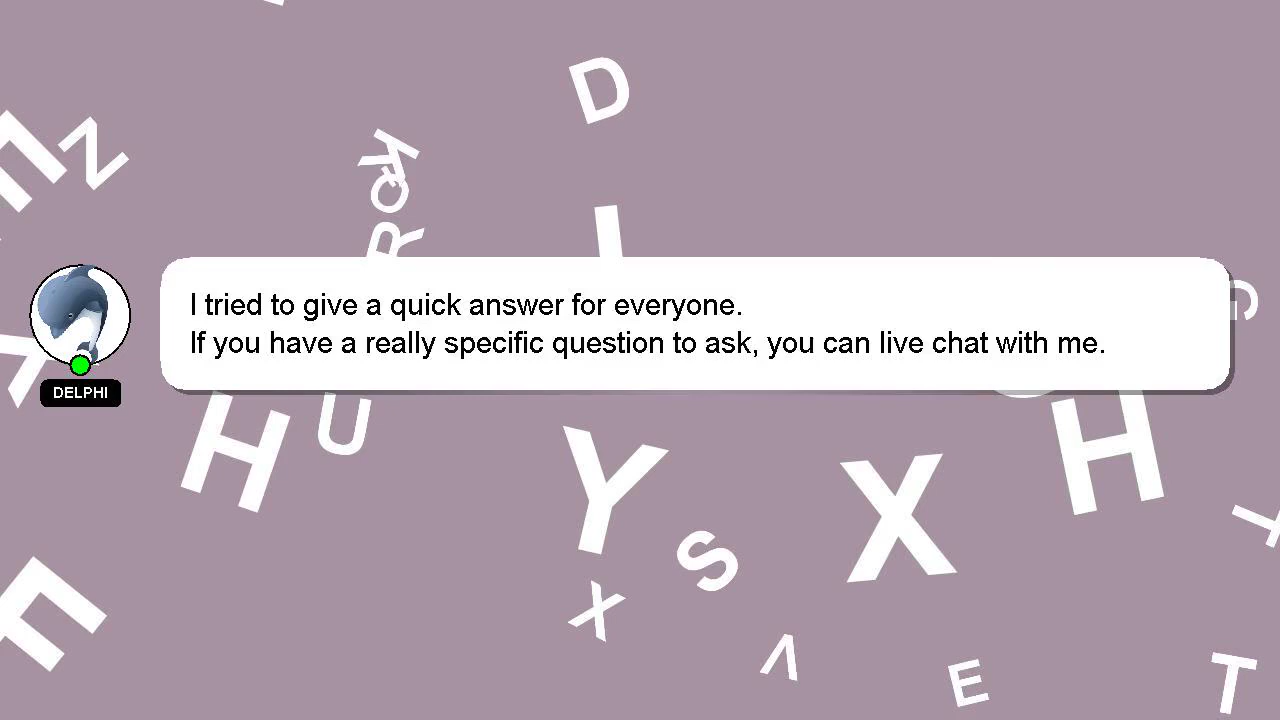 D
Z
K
Q
R
I
G
I tried to give a quick answer for everyone.
If you have a really specific question to ask, you can live chat with me.
DELPHI
H
U
Y
X
H
S
X
V
E
T